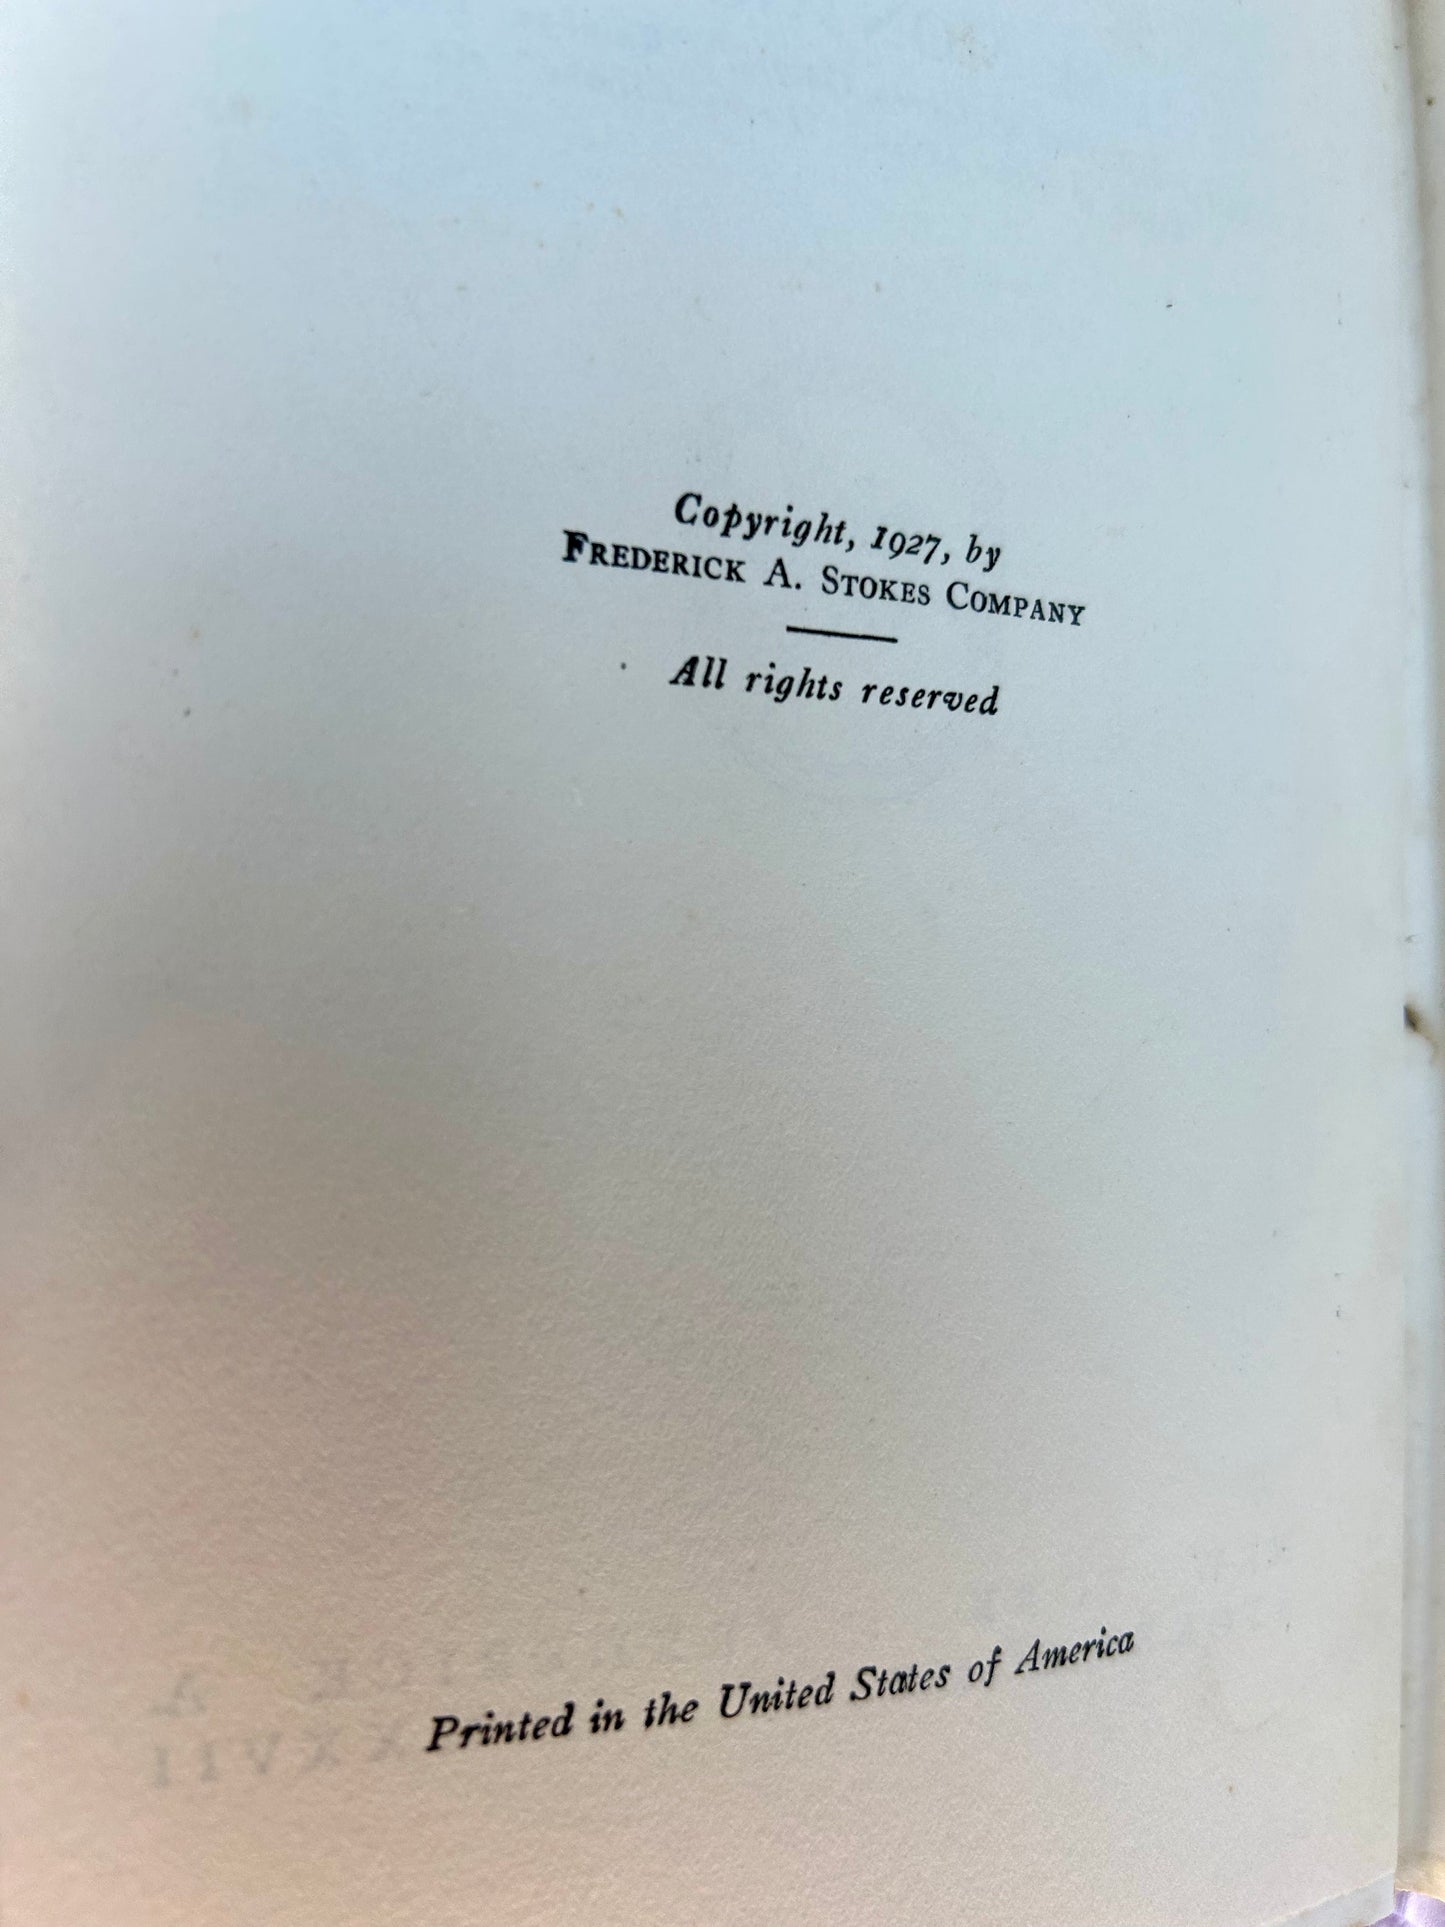 Copyright, 1927, by
FREDERICK A. STOKES COMPANY
All rights reserved
Printed in the United States of America